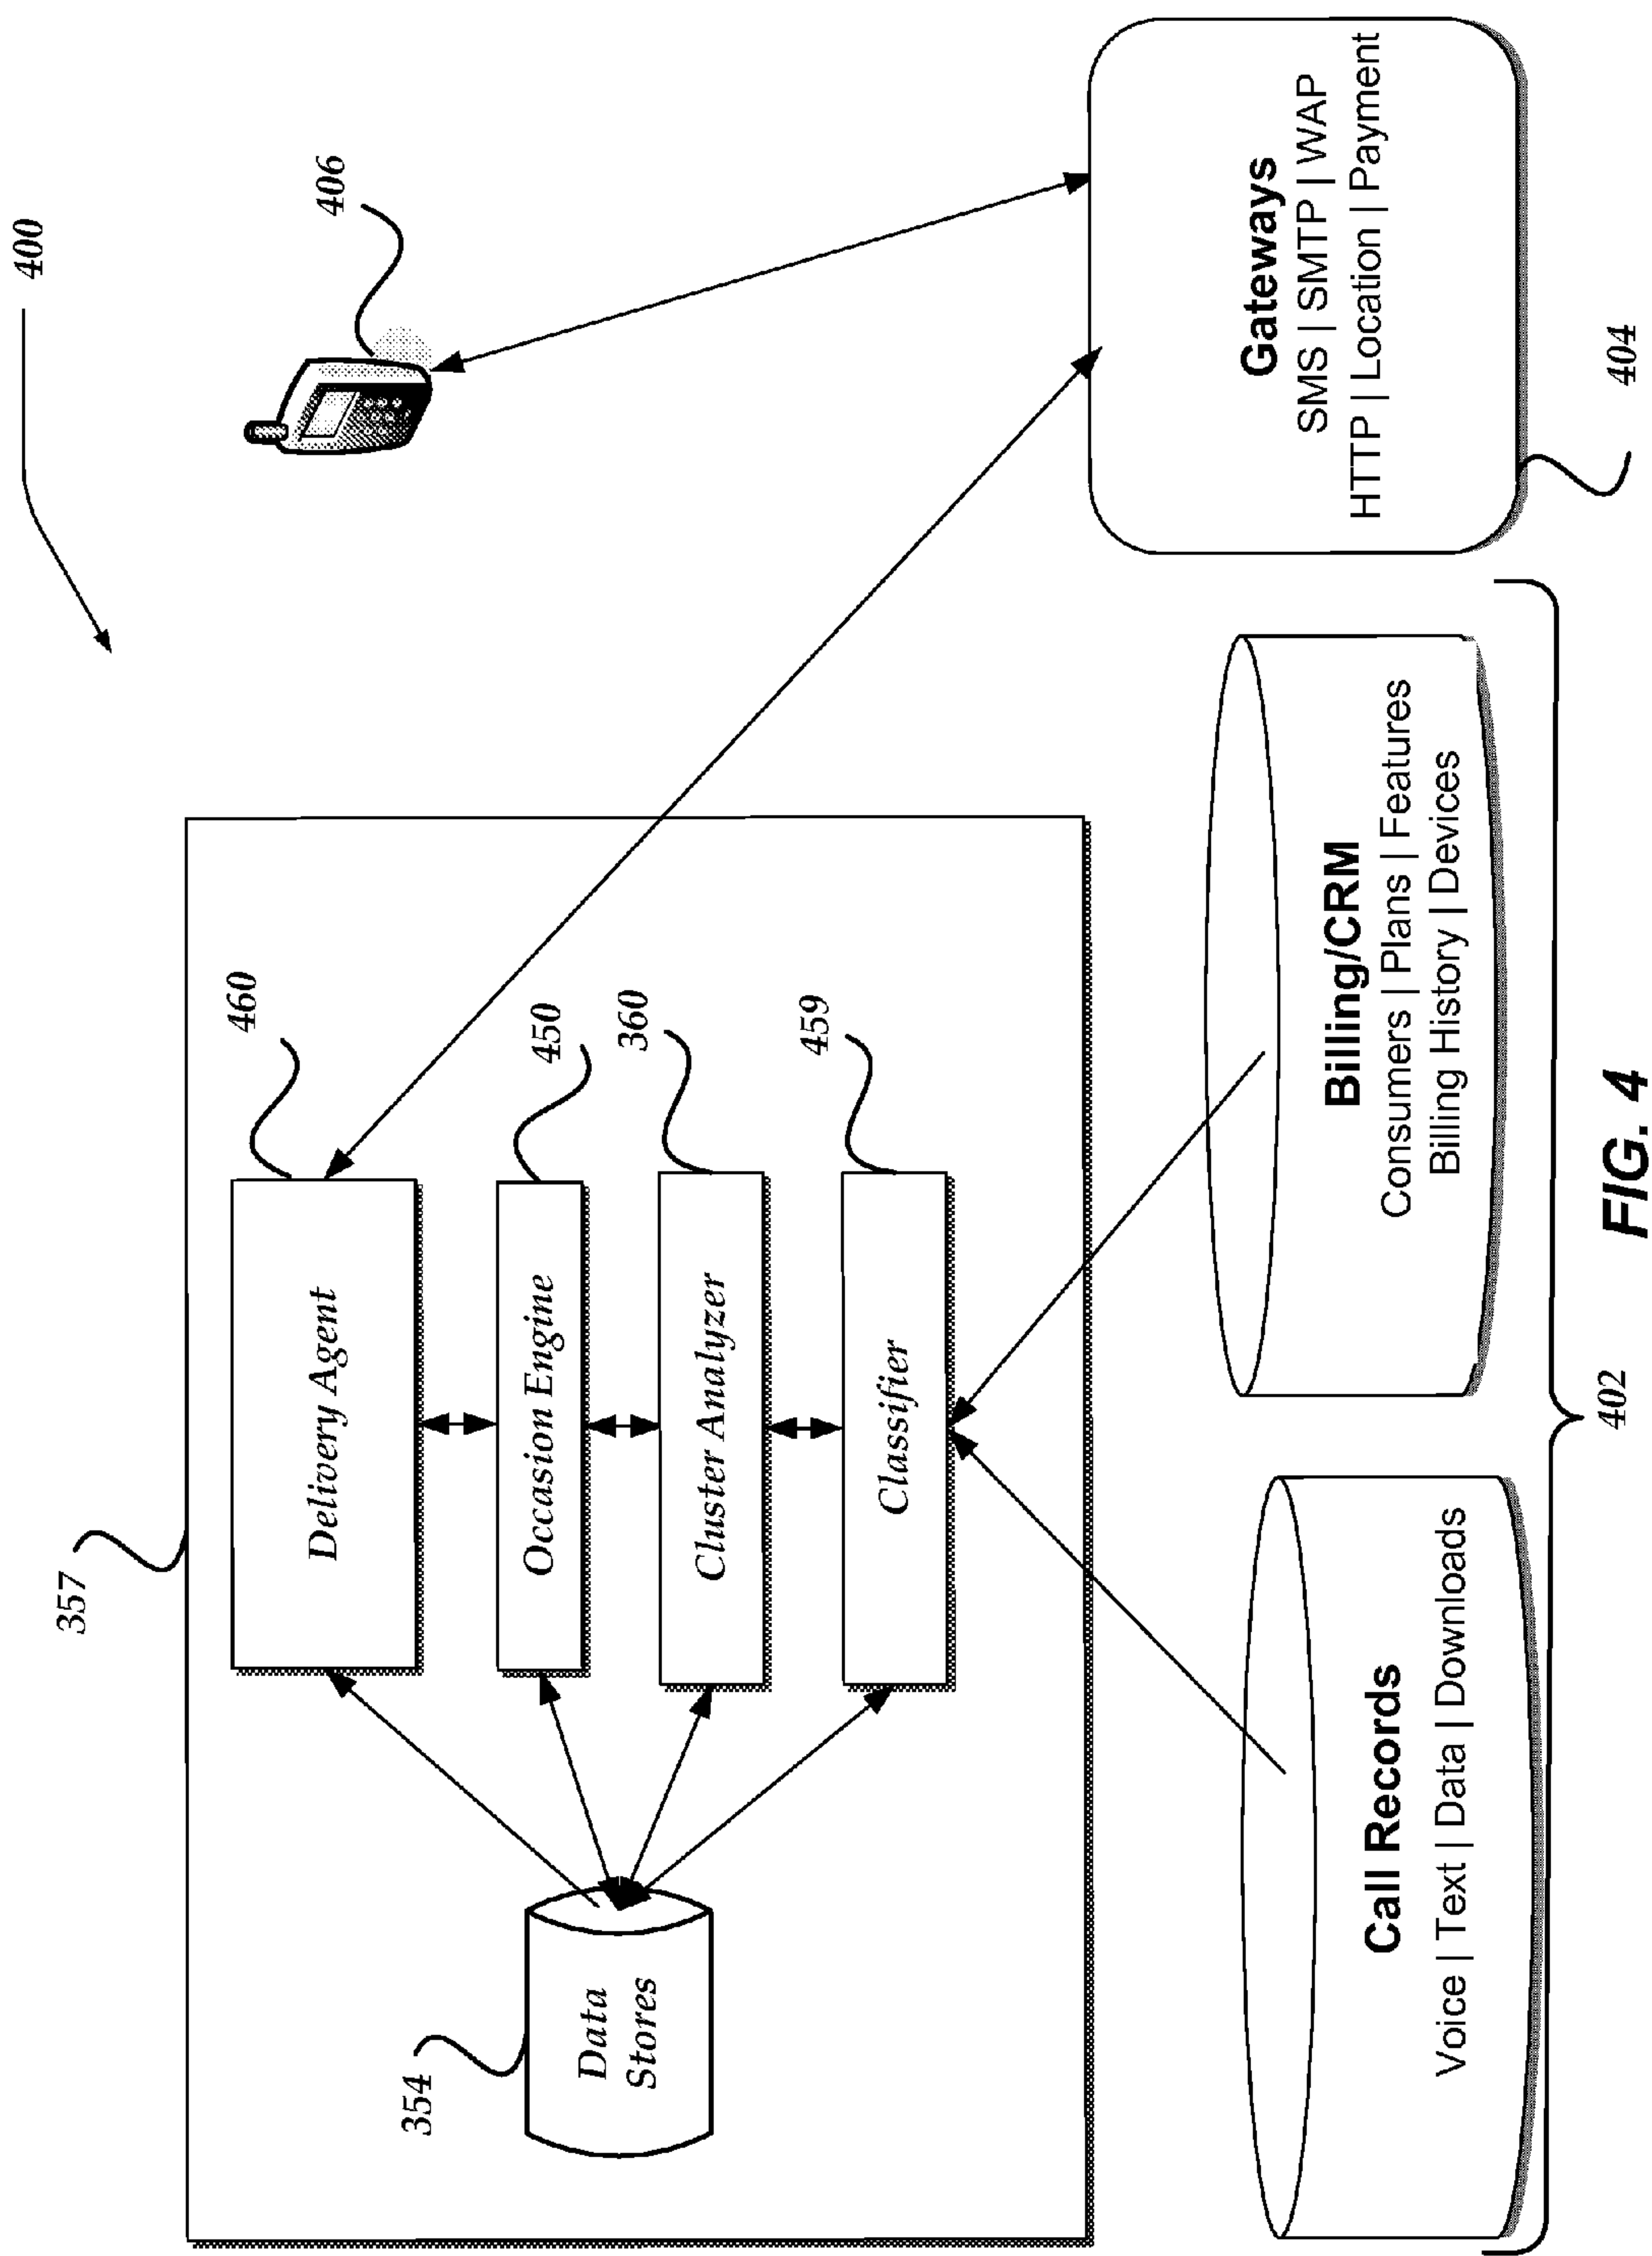 400
406
357
460
Delivery Agent
450
Occasion Engine
354
Data
Stores
360
Cluster Analyzer
459
Classifier
Call Records
Voice | Text | Data | Downloads
Billing/CRM
Consumers | Plans | Features
Billing History | Devices
Gateways
SMS | SMTP | WAP
HTTP | Location | Payment
404
402
FIG. 4